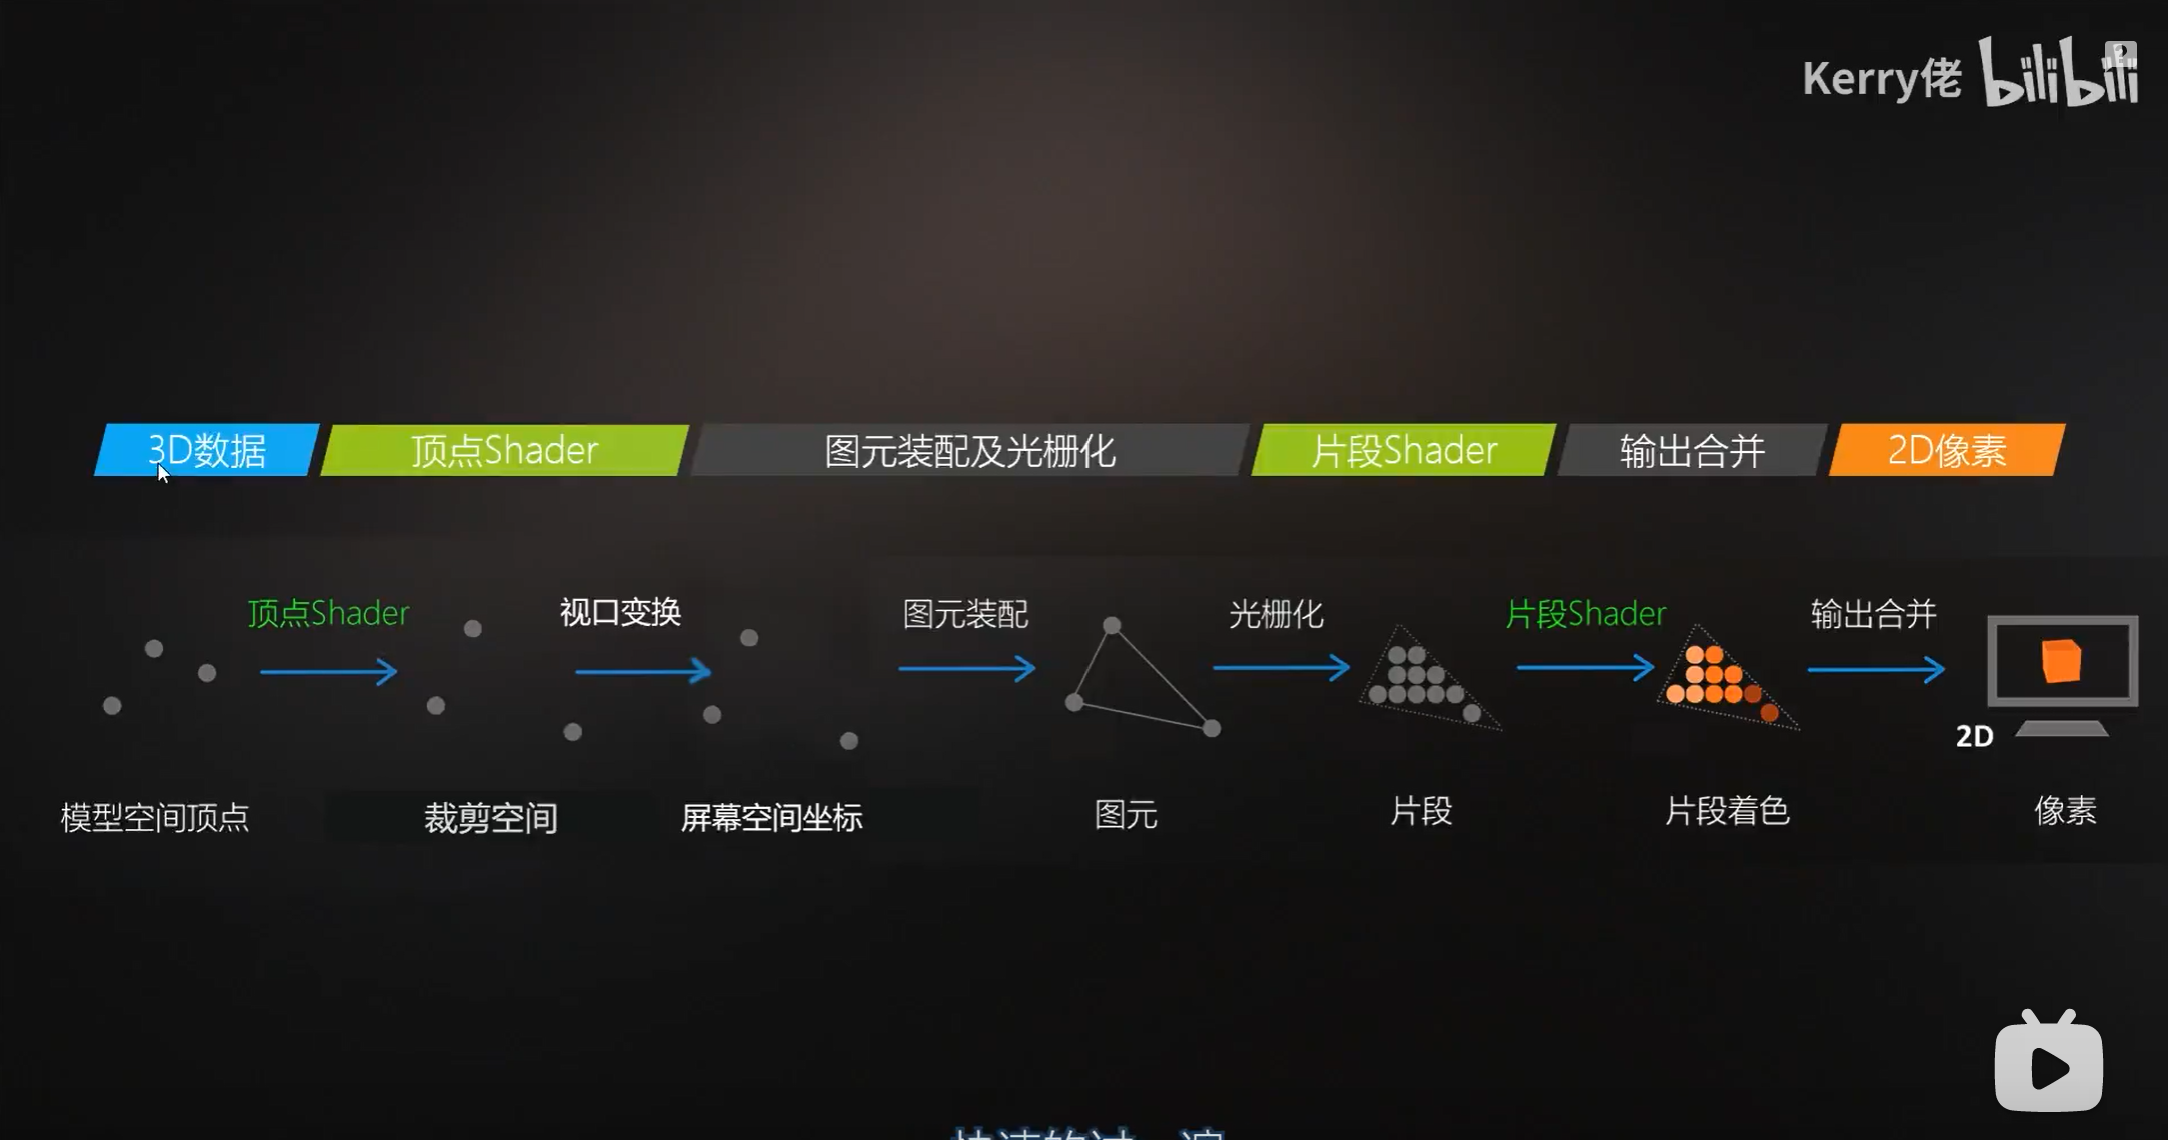 Kerry佬 bilibili
3D数据 顶点Shader 图元装配及光栅化 片段Shader 输出合并 2D像素
顶点Shader 视口变换 图元装配 光栅化 片段Shader 输出合并
2D
模型空间顶点 裁剪空间 屏幕空间坐标 图元 片段 片段着色 像素